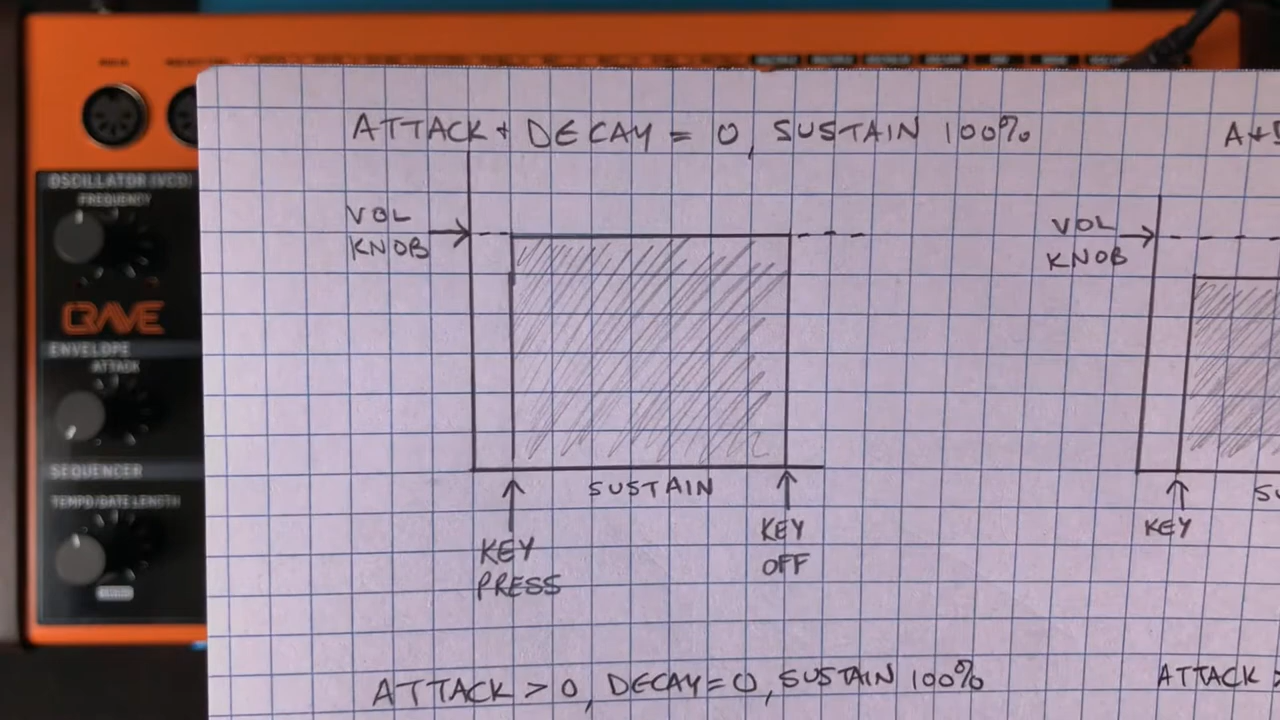 OSCILLATOR (VCO)
FREQUENCY
CRAVE
ENVELOPE
ATTACK
SEQUENCER
TEMPO/GATE LENGTH
ATTACK + DECAY = 0, SUSTAIN 100%
VOL
KNOB
SUSTAIN
KEY
PRESS
KEY
OFF
ATTACK > 0, DECAY=0, SUSTAIN 100%
VOL
KNOB
KEY
ATTACK